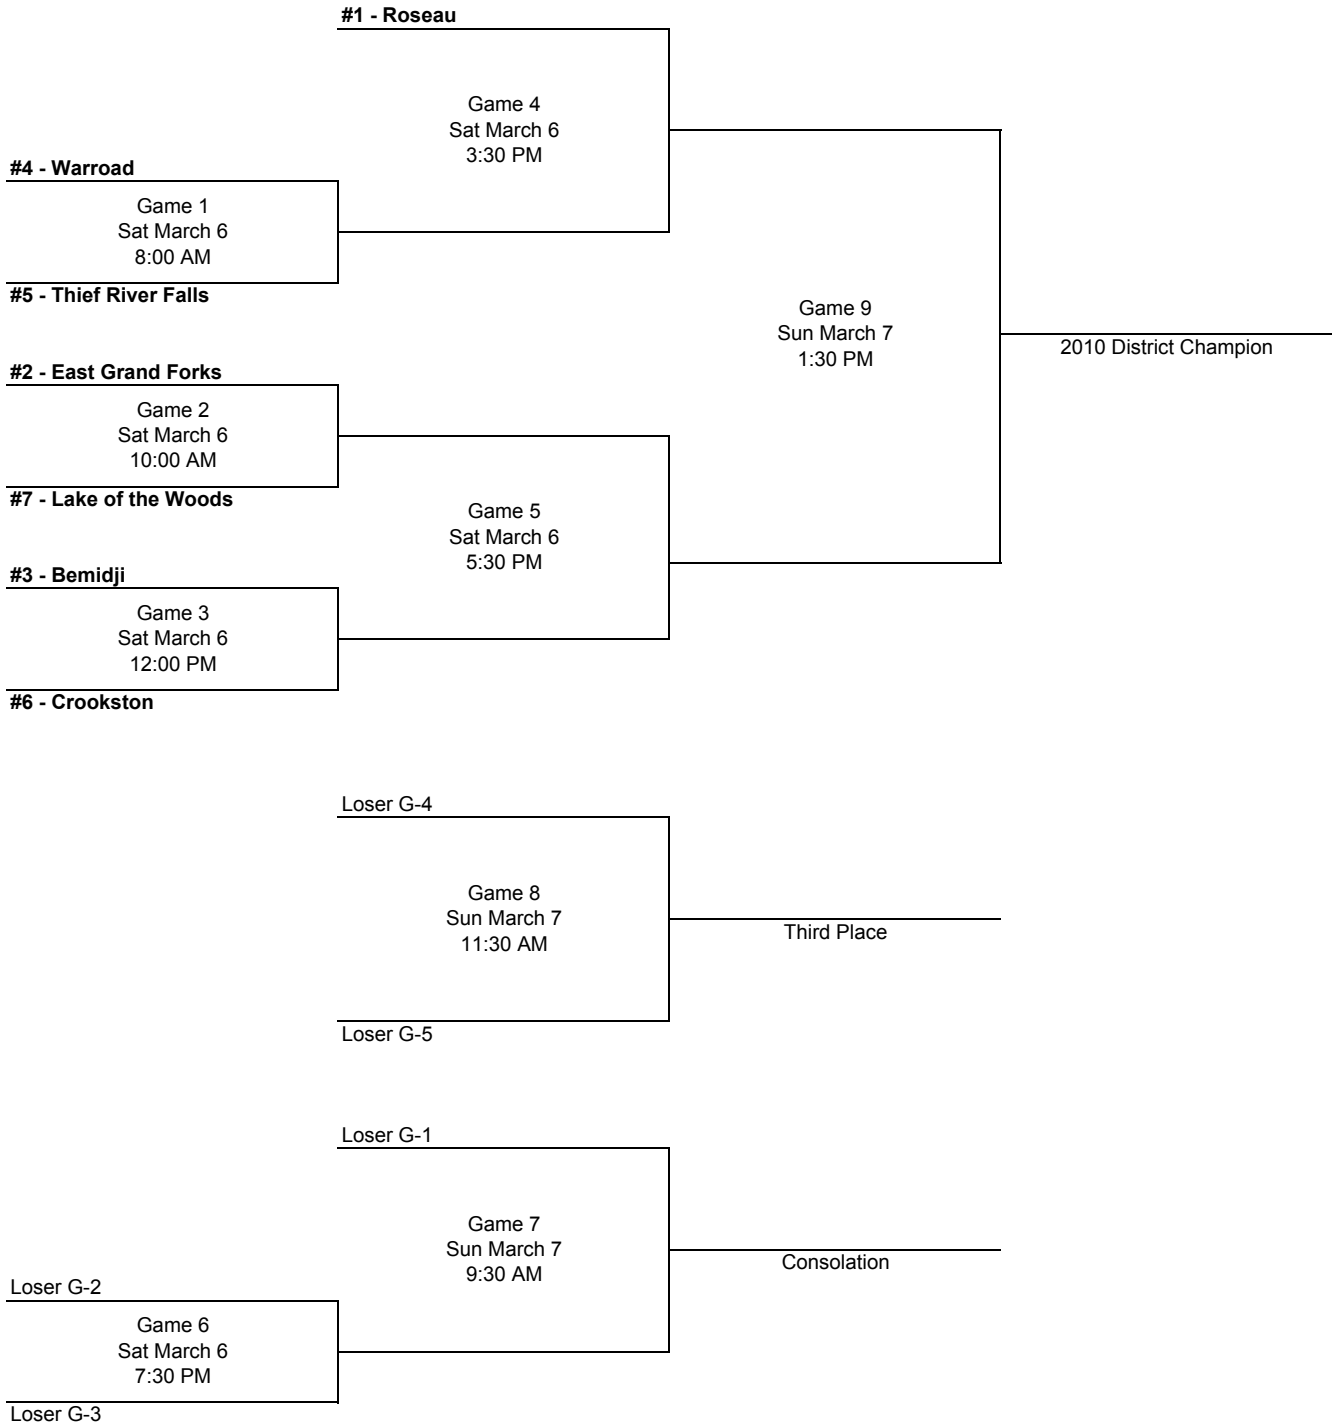 #1 - Roseau
Game 4
Sat March 6
3:30 PM
#4 - Warroad
Game 1
Sat March 6
8:00 AM
#5 - Thief River Falls
Game 9
Sun March 7
1:30 PM
2010 District Champion
#2 - East Grand Forks
Game 2
Sat March 6
10:00 AM
#7 - Lake of the Woods
Game 5
Sat March 6
5:30 PM
#3 - Bemidji
Game 3
Sat March 6
12:00 PM
#6 - Crookston
Loser G-4
Game 8
Sun March 7
11:30 AM
Third Place
Loser G-5
Loser G-1
Game 7
Sun March 7
9:30 AM
Consolation
Loser G-2
Game 6
Sat March 6
7:30 PM
Loser G-3